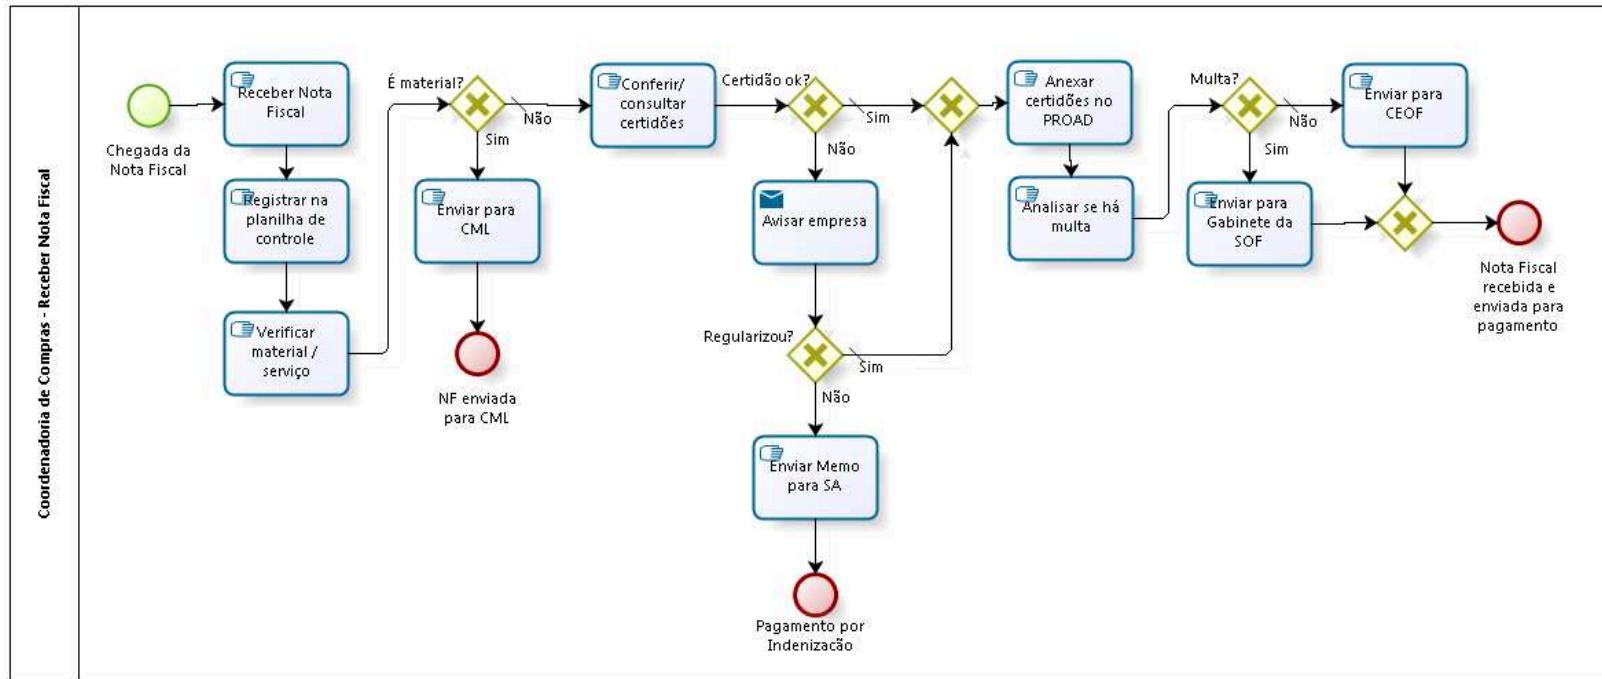 Coordenadoria de Compras - Receber Nota Fiscal
Chegada da
Nota Fiscal
Receber Nota
Fiscal
Registrar na
planilha de
controle
Verificar
material /
serviço
É material?
Não
Sim
Enviar para
CML
NF enviada
para CML
Conferir/
consultar
certidões
Certidão ok?
Sim
Não
Avisar empresa
Regularizou?
Sim
Não
Enviar Memo
para SA
Pagamento por
Indenizacão
Anexar
certidões no
PROAD
Analisar se há
multa
Multa?
Não
Sim
Enviar para
CEOF
Enviar para
Gabinete da
SOF
Nota Fiscal
recebida e
enviada para
pagamento